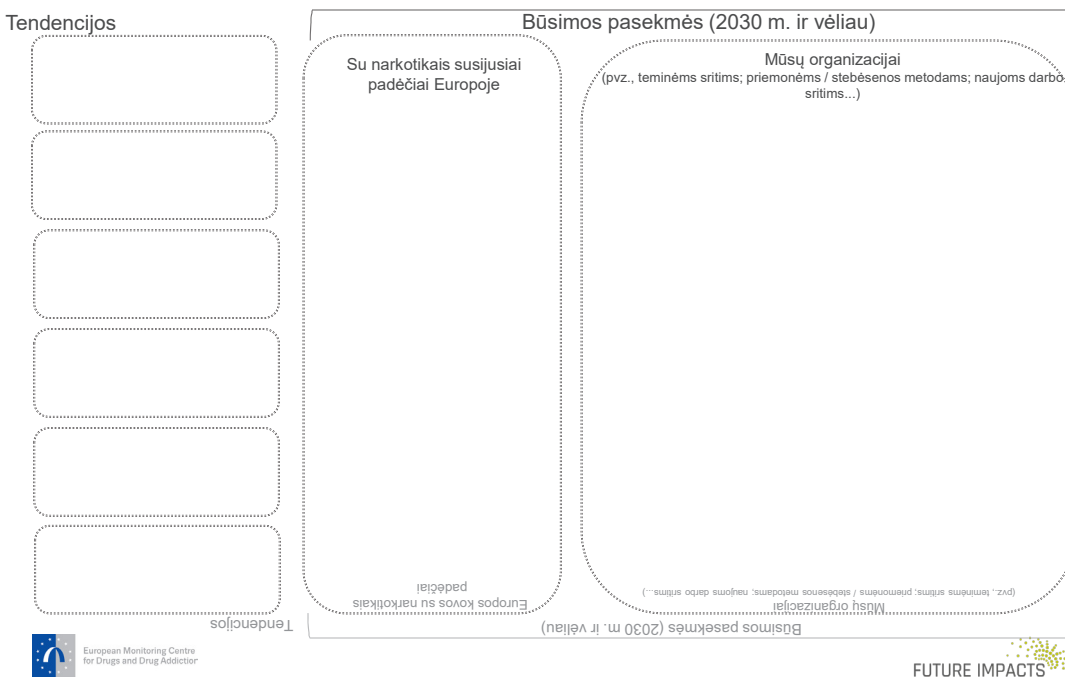 Tendencijos
Būsimos pasekmės (2030 m. ir vėliau)
Su narkotikais susijusiai
padėčiai Europoje
Mūsų organizacijai
(pvz., teminėms sritims; priemonėms / stebėsenos metodams; naujoms darbo
sritims...)
Europos kovos su narkotikais
padėčiai
Mūsų organizacijai
(pvz., teminėms sritims; priemonėms / stebėsenos metodams; naujoms darbo sritims...)
Tendencijos
Būsimos pasekmės (2030 m. ir vėliau)
European Monitoring Centre
for Drugs and Drug Addiction
FUTURE IMPACTS